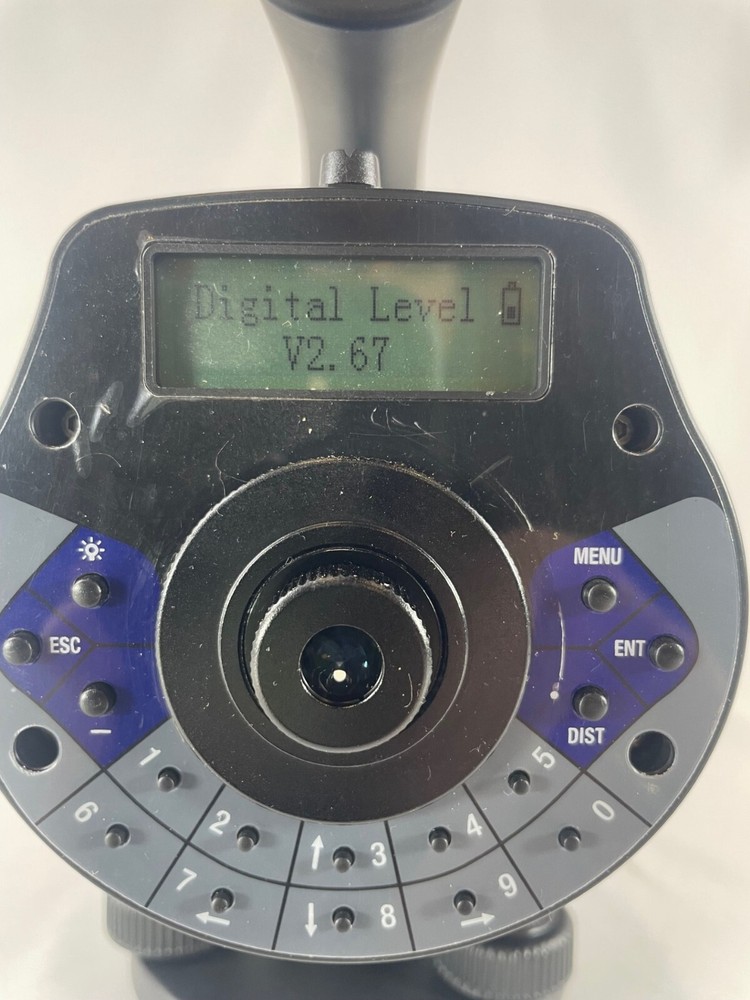 Digital Level
V2.67
MENU
ESC
ENT
DIST
1
5
6
2
↑ 3
4
0
7 ←
↓ 8
9 →